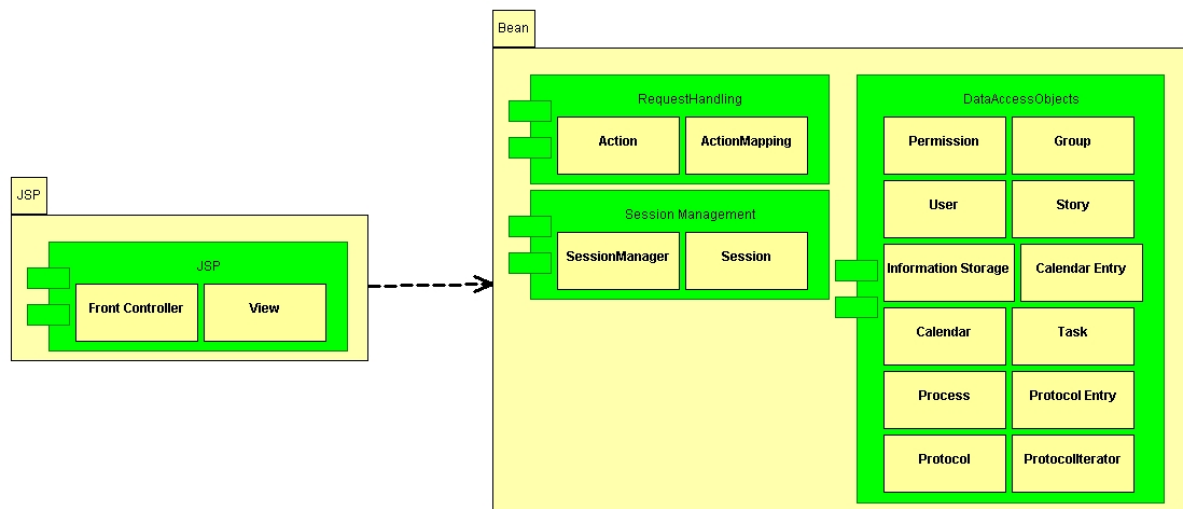 Bean
RequestHandling
Action
ActionMapping
Session Management
SessionManager
Session
DataAccessObjects
Permission
Group
User
Story
Information Storage
Calendar Entry
Calendar
Task
Process
Protocol Entry
Protocol
ProtocolIterator
JSP
JSP
Front Controller
View